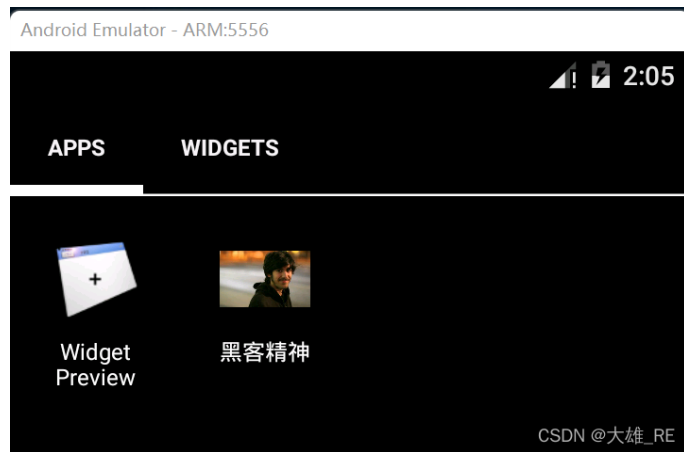 Android Emulator - ARM:5556
2:05
APPS WIDGETS
Widget
Preview
黑客精神
CSDN @大雄_RE